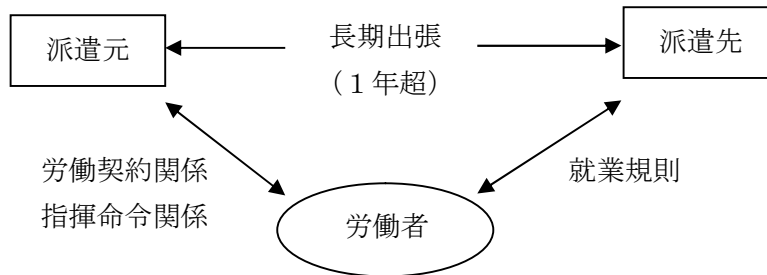 派遣元
長期出張
（１年超）
派遣先
労働契約関係
指揮命令関係
就業規則
労働者